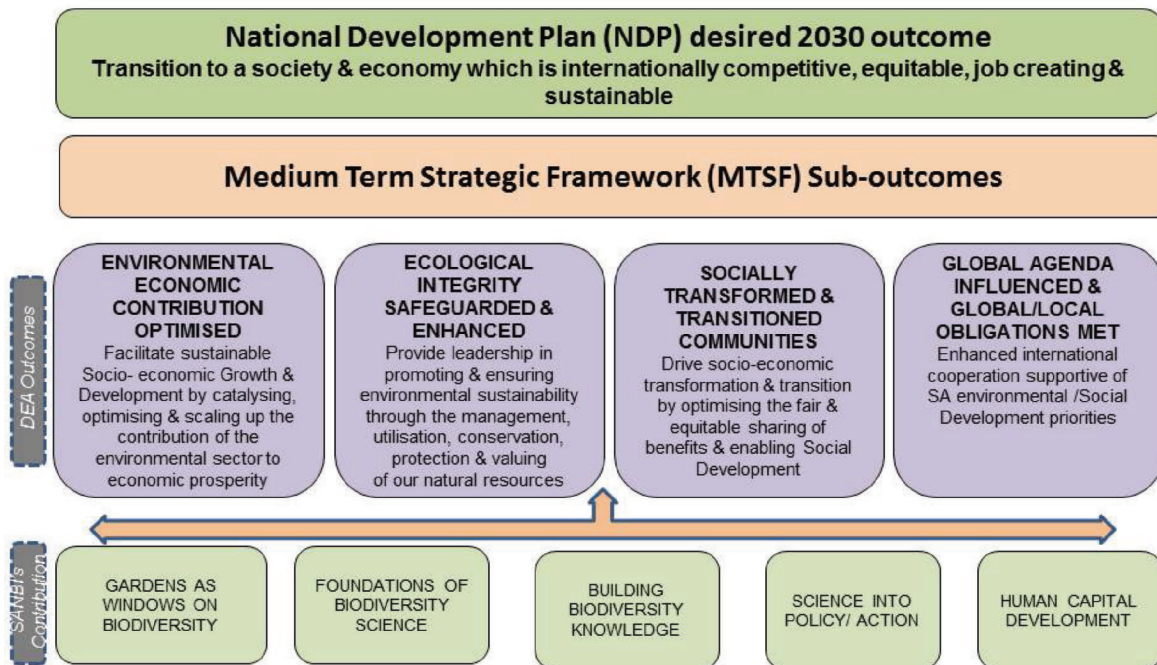 National Development Plan (NDP) desired 2030 outcome
Transition to a society & economy which is internationally competitive, equitable, job creating &
sustainable
Medium Term Strategic Framework (MTSF) Sub-outcomes
DEA Outcomes
ENVIRONMENTAL
ECONOMIC
CONTRIBUTION
OPTIMISED
Facilitate sustainable
Socio- economic Growth &
Development by catalysing,
optimising & scaling up the
contribution of the
environmental sector to
economic prosperity
ECOLOGICAL
INTEGRITY
SAFEGUARDED &
ENHANCED
Provide leadership in
promoting & ensuring
environmental sustainability
through the management,
utilisation, conservation,
protection & valuing
of our natural resources
SOCIALLY
TRANSFORMED &
TRANSITIONED
COMMUNITIES
Drive socio-economic
transformation & transition
by optimising the fair &
equitable sharing of
benefits & enabling Social
Development
GLOBAL AGENDA
INFLUENCED &
GLOBAL/LOCAL
OBLIGATIONS MET
Enhanced international
cooperation supportive of
SA environmental /Social
Development priorities
SANBI's
Contribution
GARDENS AS
WINDOWS ON
BIODIVERSITY
FOUNDATIONS OF
BIODIVERSITY
SCIENCE
BUILDING
BIODIVERSITY
KNOWLEDGE
SCIENCE INTO
POLICY/ ACTION
HUMAN CAPITAL
DEVELOPMENT